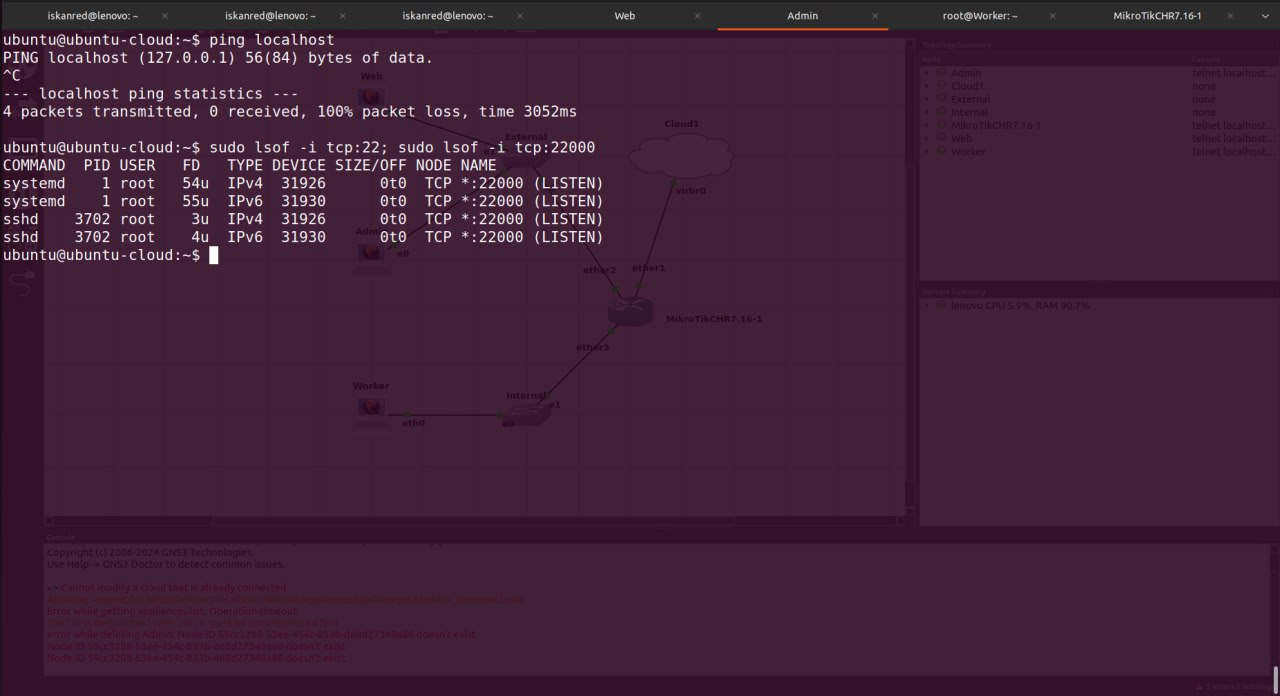 iskanred@lenovo: ~ × iskanred@lenovo: ~ × iskanred@lenovo: ~ × Web × Admin × root@Worker: ~ × MikroTikCHR7.16-1 ×
ubuntu@ubuntu-cloud:~$ ping localhost
PING localhost (127.0.0.1) 56(84) bytes of data.
^C
--- localhost ping statistics ---
4 packets transmitted, 0 received, 100% packet loss, time 3052ms
ubuntu@ubuntu-cloud:~$ sudo lsof -i tcp:22; sudo lsof -i tcp:22000
COMMAND  PID USER   FD   TYPE DEVICE SIZE/OFF NODE NAME
systemd    1 root   54u  IPv4  31926      0t0  TCP *:22000 (LISTEN)
systemd    1 root   55u  IPv6  31930      0t0  TCP *:22000 (LISTEN)
sshd    3702 root    3u  IPv4  31926      0t0  TCP *:22000 (LISTEN)
sshd    3702 root    4u  IPv6  31930      0t0  TCP *:22000 (LISTEN)
ubuntu@ubuntu-cloud:~$
Web
External
Cloud1
virbr0
Admin
e0
ether2
ether1
MikroTikCHR7.16-1
ether3
Worker
Internal
e1
eth0
e0
Topology Summary
Node Console
Admin telnet localhost...
Cloud1 none
External none
Internal none
MikroTikCHR7.16-1 telnet localhost...
Web telnet localhost...
Worker telnet localhost...
Servers Summary
lenovo CPU 5.9%, RAM 90.7%
Console
Copyright (c) 2006-2024 GNS3 Technologies.
Use Help -> GNS3 Doctor to detect common issues.
=> Cannot modify a cloud that is already connected
Error while getting appliances list: Operation timeout
error while deleting Admin: Node ID 59cc3298-53ee-454c-833b-d68d27349a86 doesn't exist
Node ID 59cc3298-53ee-454c-833b-d68d27349a86 doesn't exist
Node ID 59cc3298-53ee-454c-833b-d68d27349a86 doesn't exist